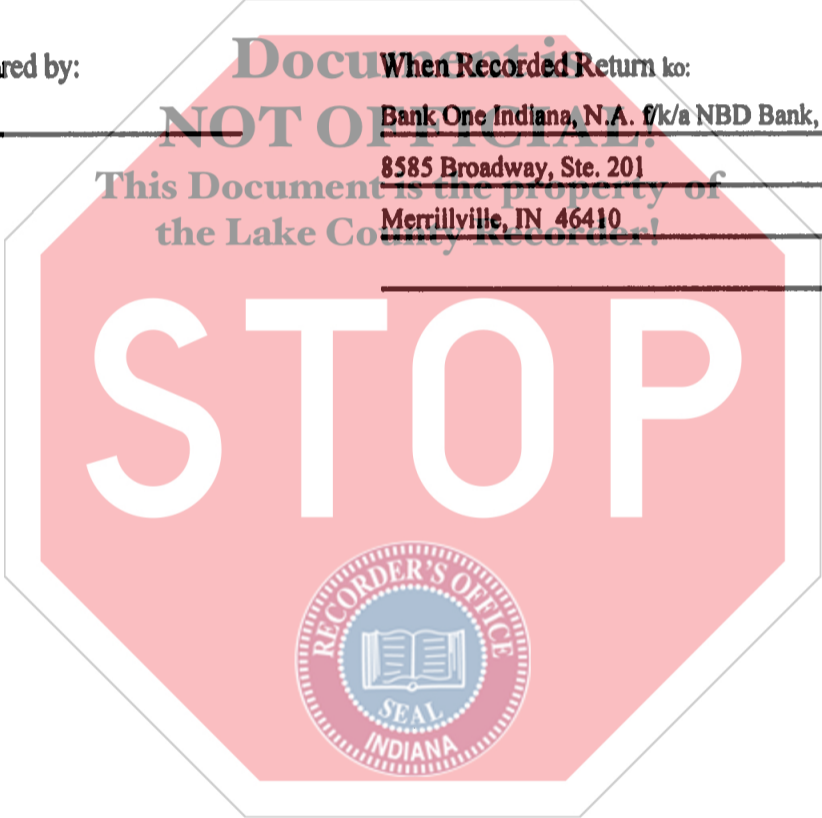 red by:
When Recorded Return ko:
Bank One Indiana, N.A. f/k/a NBD Bank,
8585 Broadway, Ste. 201
Merrillville, IN 46410
Document is
NOT OFFICIAL!
This Document is the property of
the Lake County Recorder!
STOP
RECORDER'S OFFICE
SEAL
INDIANA